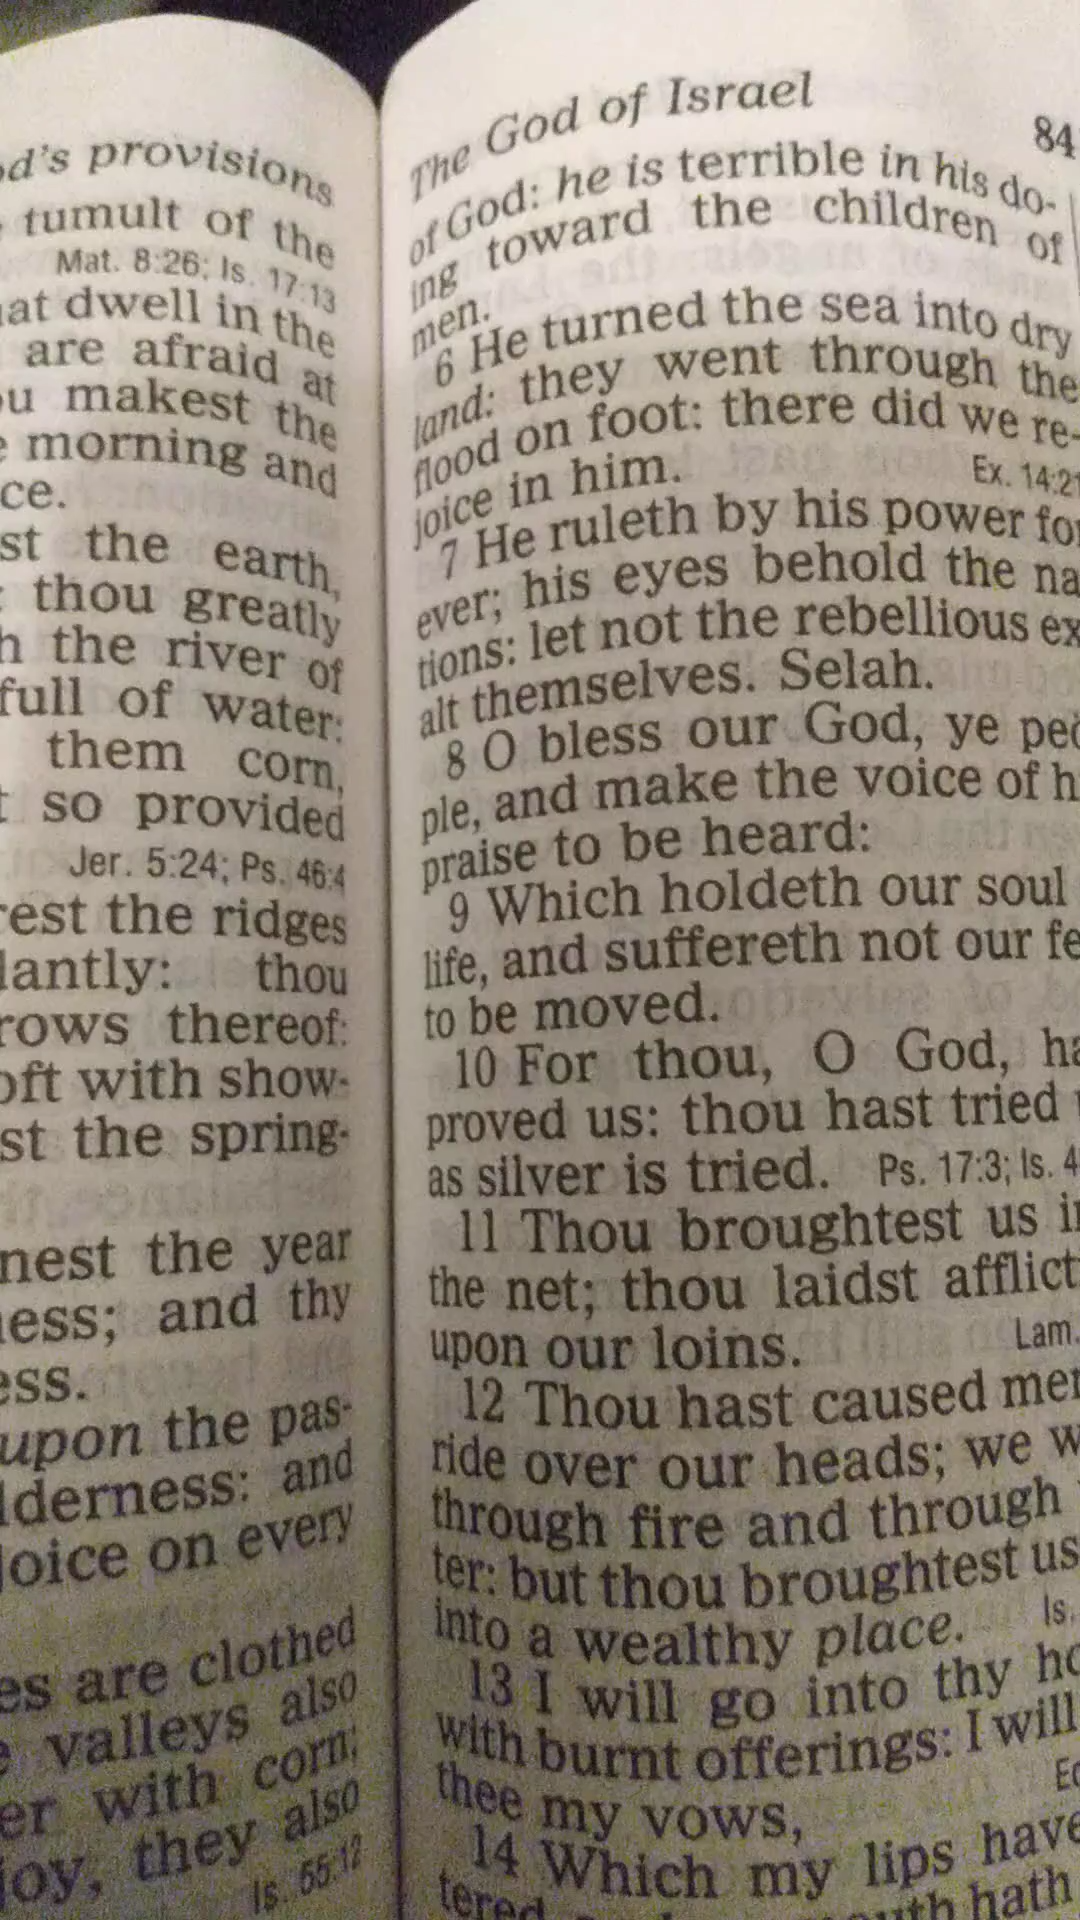 d's provisions
tumult of the
Mat. 8:26; Is. 17:13
at dwell in the
are afraid at
u makest the
morning and
ce.
st the earth,
thou greatly
h the river of
full of water:
them corn,
so provided
Jer. 5:24; Ps. 46:4
rest the ridges
lantly: thou
rows thereof:
oft with show-
st the spring-
nest the year
ness; and thy
ess.
upon the pas-
lderness: and
joice on every
es are clothed
valleys also
er with corn;
joy, they also
Is. 55:12
The God of Israel
84
of God: he is terrible in his do-
ing toward the children of
men.
6 He turned the sea into dry
land: they went through the
flood on foot: there did we re-
joice in him. Ex. 14:21
7 He ruleth by his power for
ever; his eyes behold the na
tions: let not the rebellious ex
alt themselves. Selah.
8 O bless our God, ye peo
ple, and make the voice of h
praise to be heard:
9 Which holdeth our soul
life, and suffereth not our fe
to be moved.
10 For thou, O God, ha
proved us: thou hast tried
as silver is tried. Ps. 17:3; Is. 4
11 Thou broughtest us in
the net; thou laidst afflict
upon our loins. Lam.
12 Thou hast caused men
ride over our heads; we w
through fire and through
ter: but thou broughtest us
into a wealthy place. Is.
13 I will go into thy ho
with burnt offerings: I will
thee my vows, Ec
14 Which my lips have
tered hath